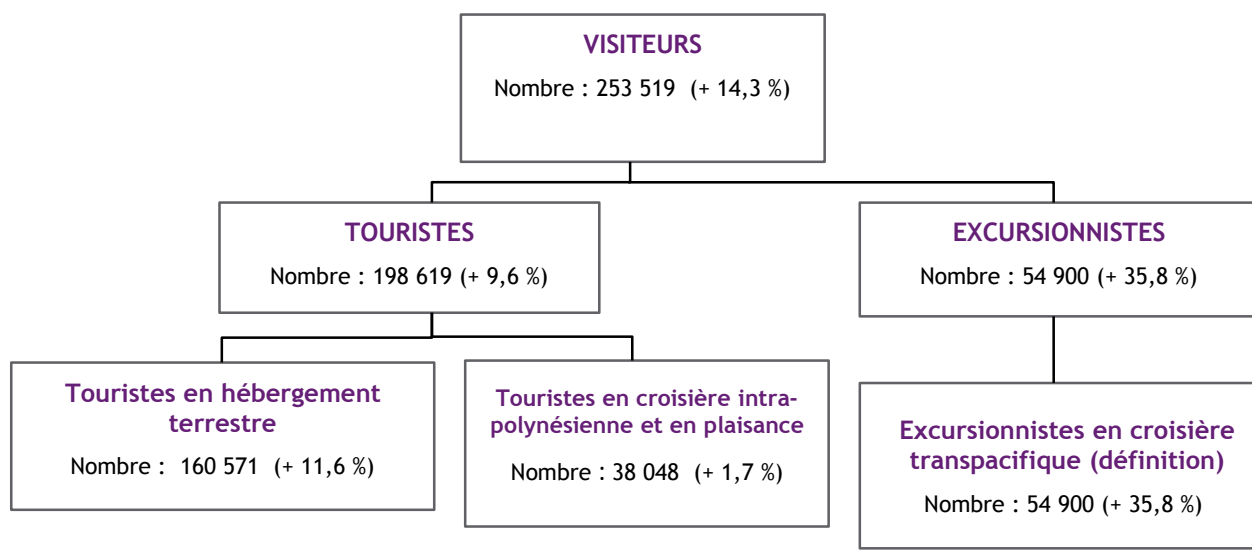 VISITEURS
Nombre : 253 519 (+ 14,3 %)
TOURISTES
Nombre : 198 619 (+ 9,6 %)
EXCURSIONNISTES
Nombre : 54 900 (+ 35,8 %)
Touristes en hébergement
terrestre
Nombre : 160 571 (+ 11,6 %)
Touristes en croisière intra-
polynésienne et en plaisance
Nombre : 38 048 (+ 1,7 %)
Excursionnistes en croisière
transpacifique (définition)
Nombre : 54 900 (+ 35,8 %)